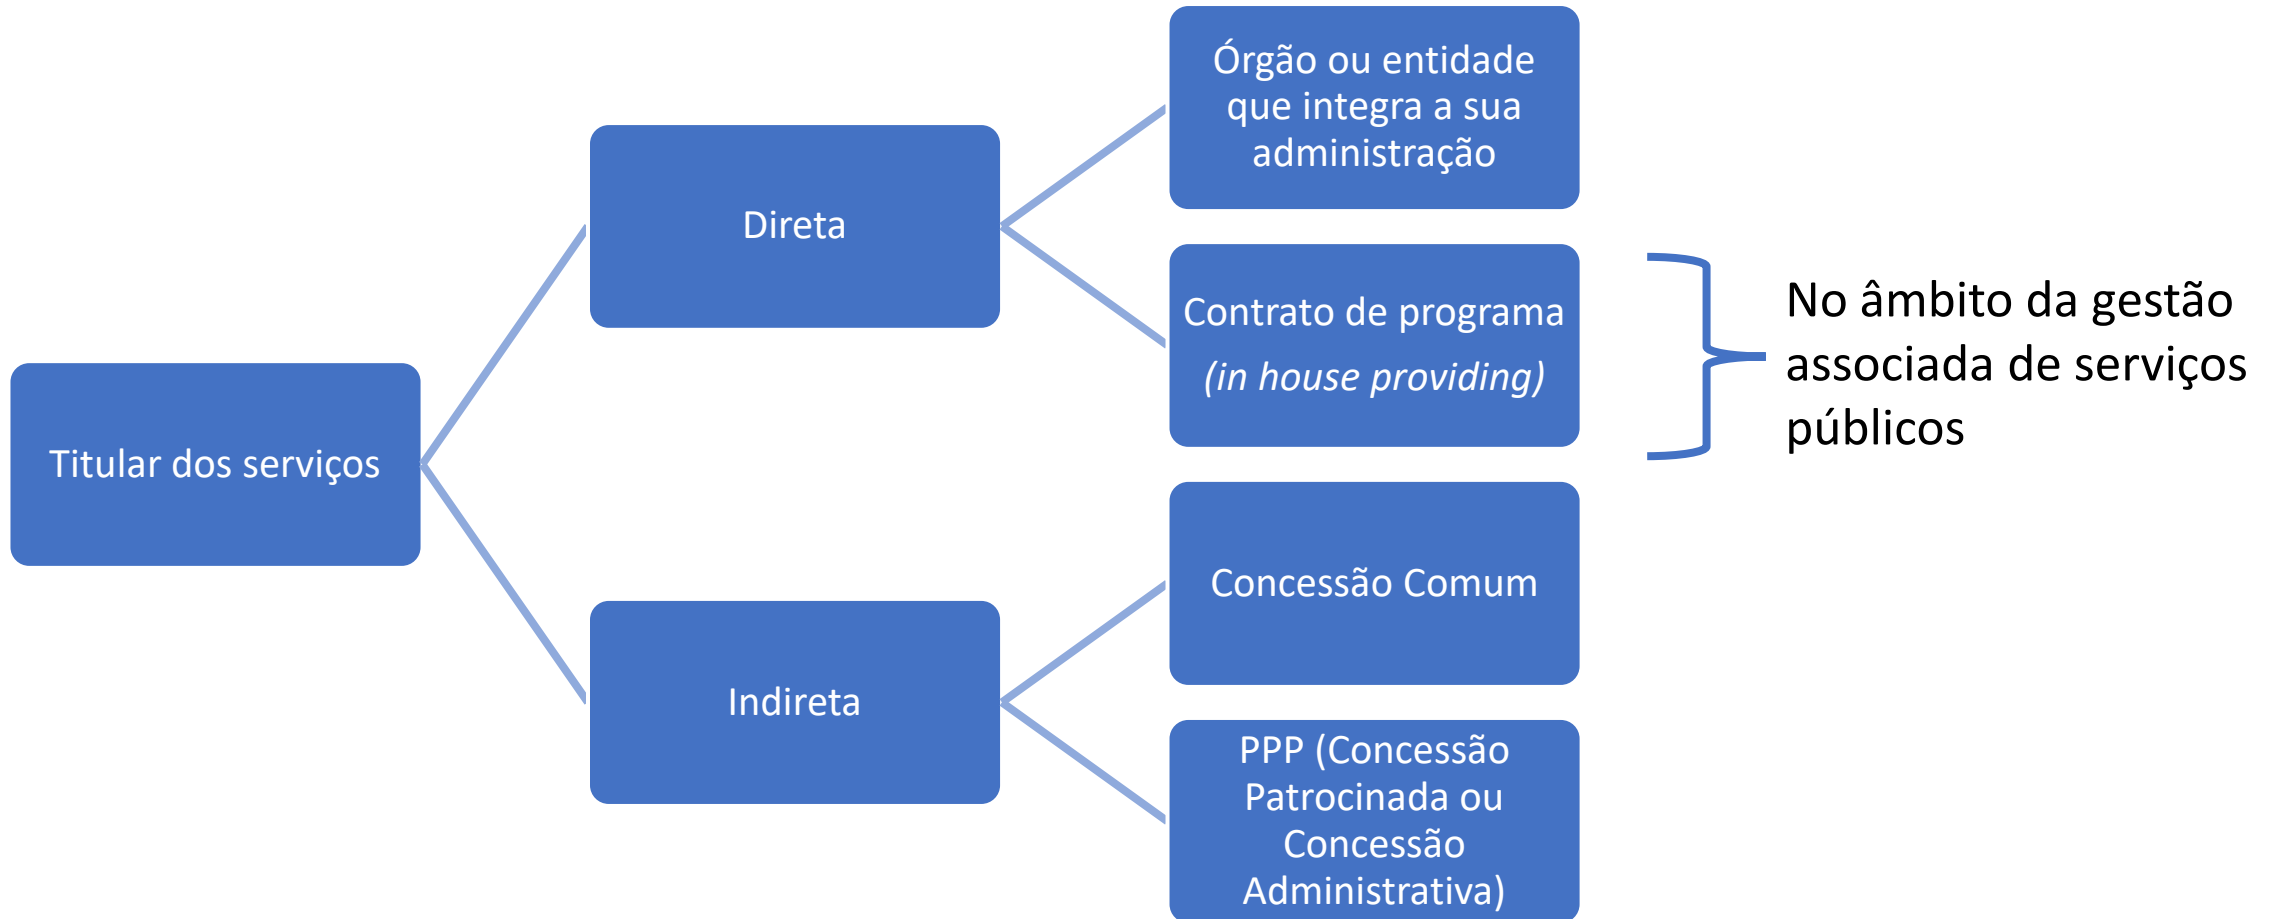 Titular dos serviços
Direta
Órgão ou entidade
que integra a sua
administração
Contrato de programa
(in house providing)
No âmbito da gestão
associada de serviços
públicos
Indireta
Concessão Comum
PPP (Concessão
Patrocinada ou
Concessão
Administrativa)